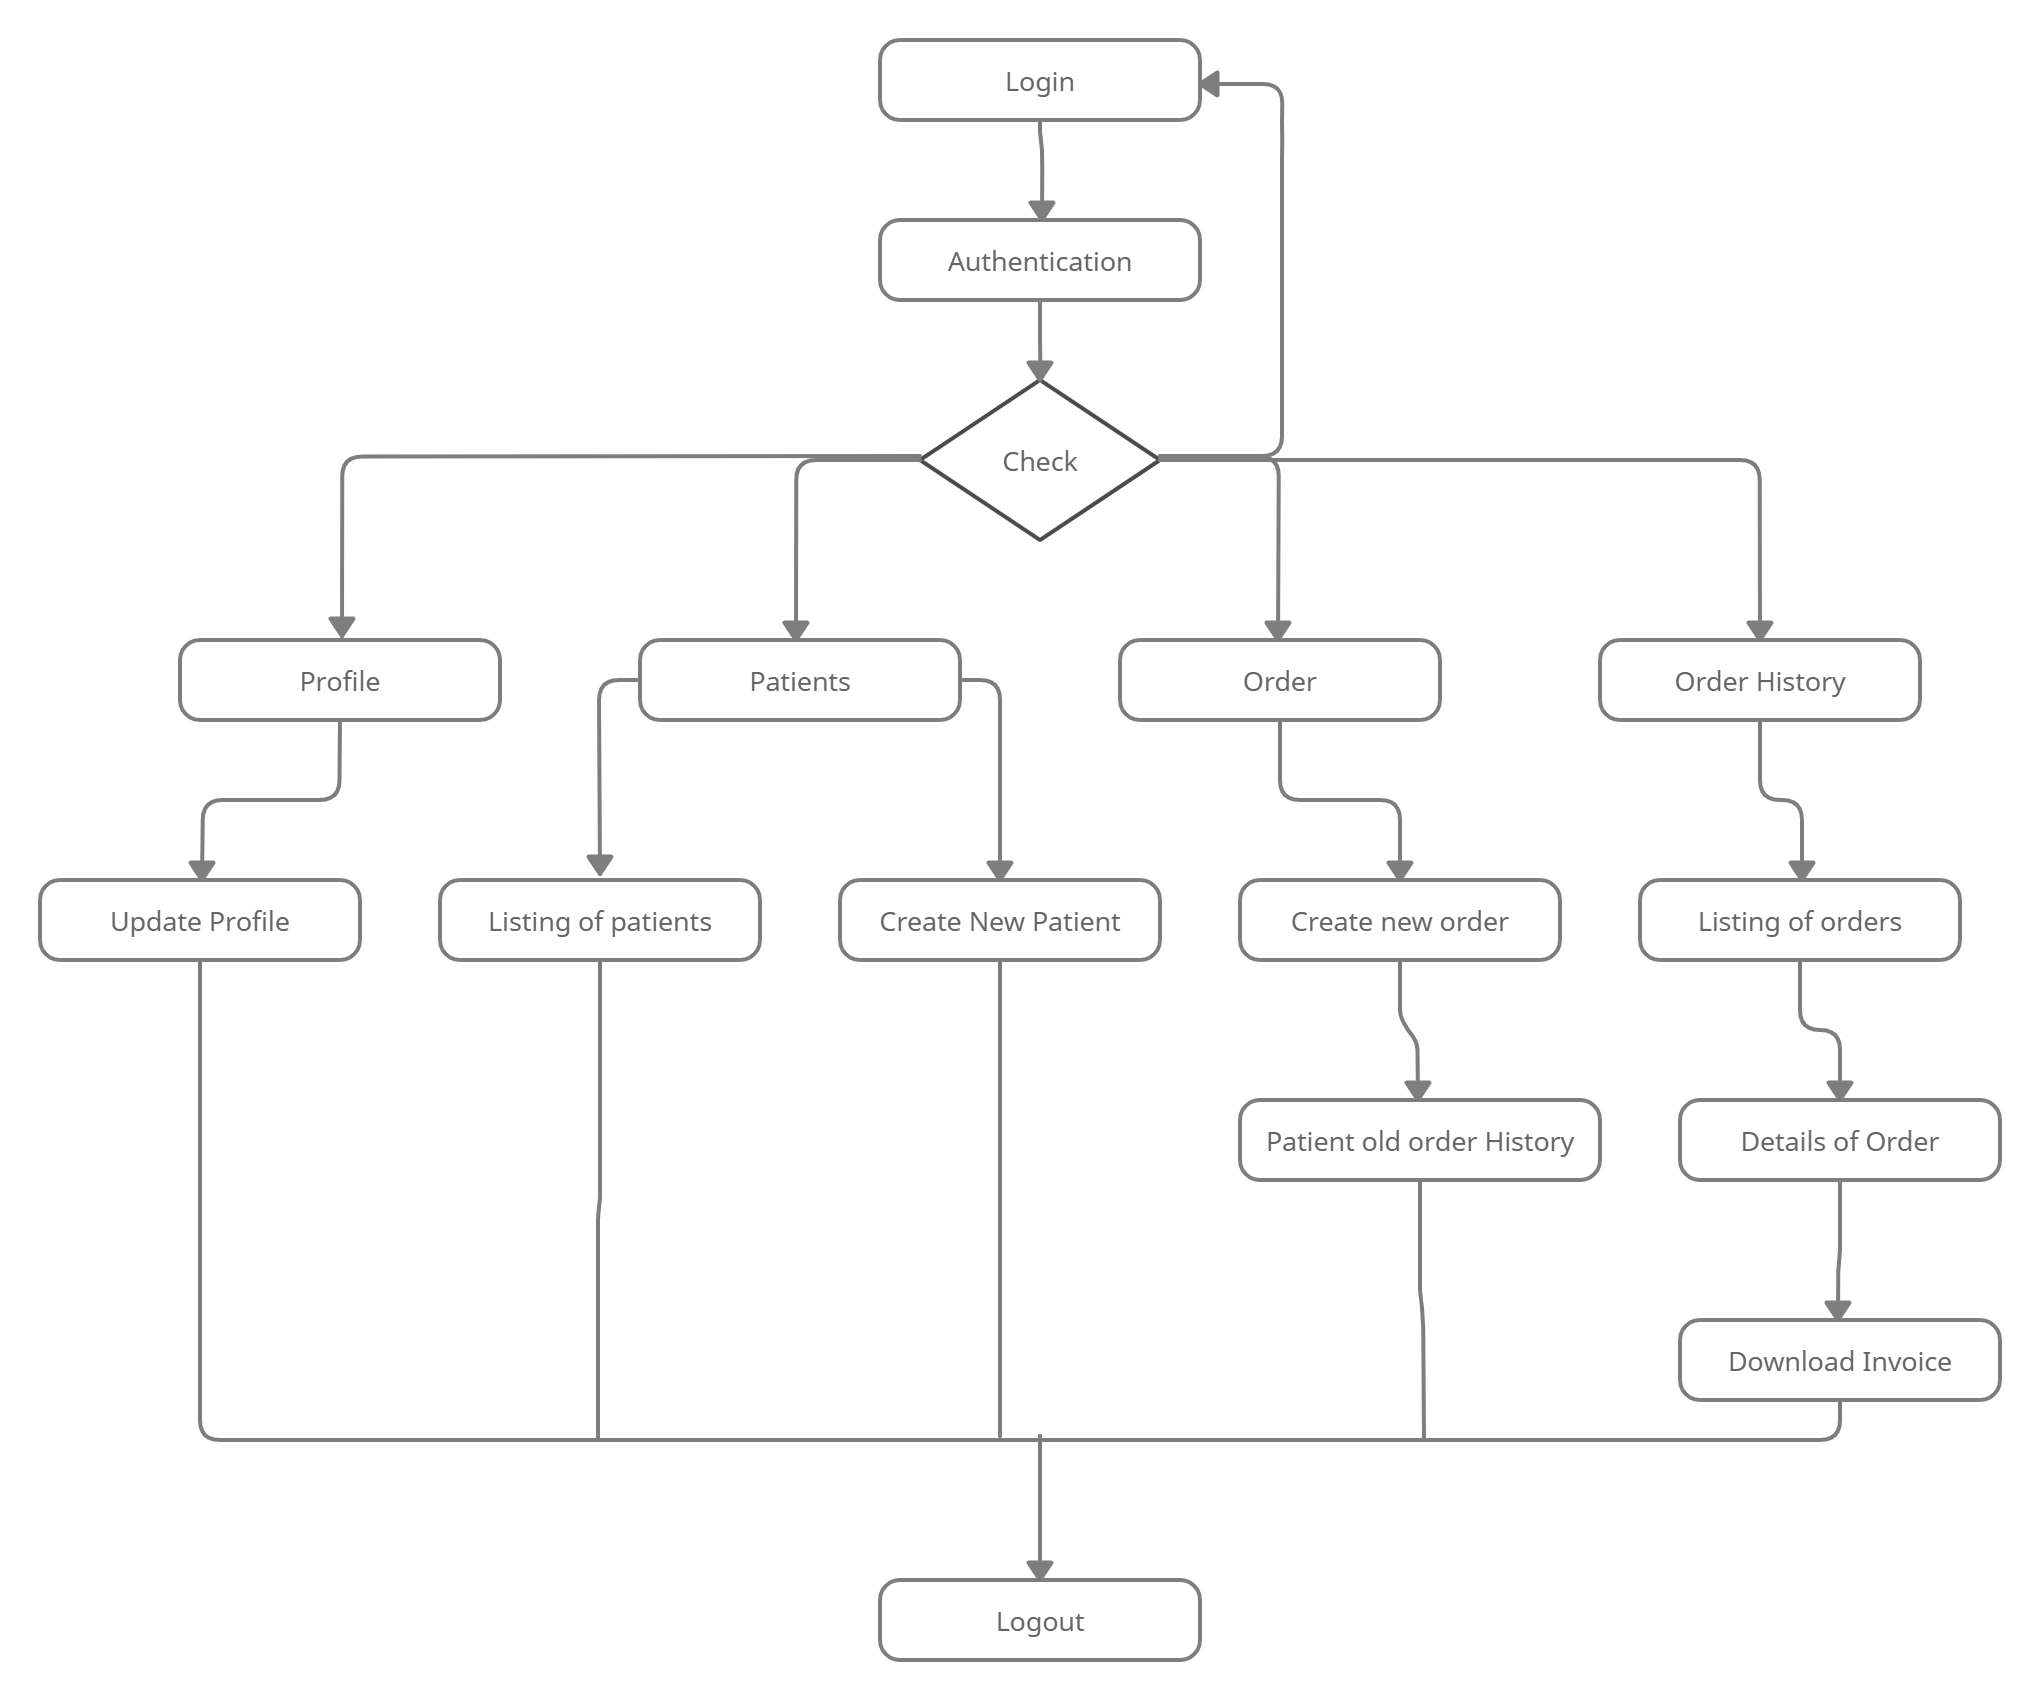 Login
Authentication
Check
Profile
Patients
Order
Order History
Update Profile
Listing of patients
Create New Patient
Create new order
Listing of orders
Patient old order History
Details of Order
Download Invoice
Logout